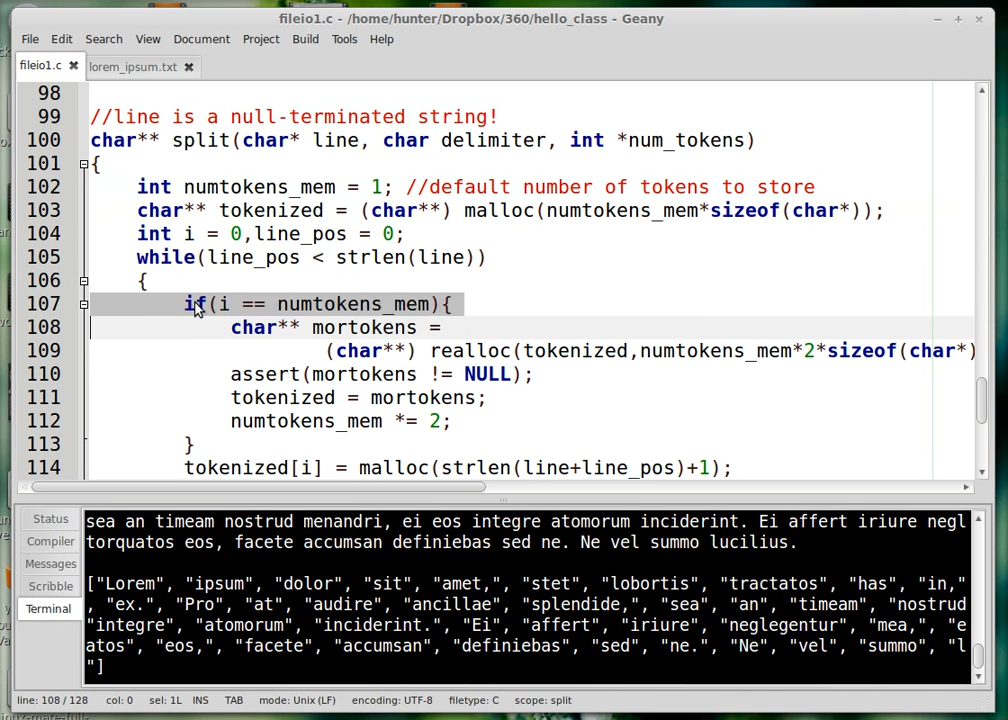 fileio1.c - /home/hunter/Dropbox/360/hello_class - Geany
File Edit Search View Document Project Build Tools Help
fileio1.c lorem_ipsum.txt
98
99 //line is a null-terminated string!
100 char** split(char* line, char delimiter, int *num_tokens)
101 {
102 int numtokens_mem = 1; //default number of tokens to store
103 char** tokenized = (char**) malloc(numtokens_mem*sizeof(char*));
104 int i = 0,line_pos = 0;
105 while(line_pos < strlen(line))
106 {
107 if(i == numtokens_mem){
108 char** mortokens =
109 (char**) realloc(tokenized,numtokens_mem*2*sizeof(char*)
110 assert(mortokens != NULL);
111 tokenized = mortokens;
112 numtokens_mem *= 2;
113 }
114 tokenized[i] = malloc(strlen(line+line_pos)+1);
Status
Compiler
Messages
Scribble
Terminal
sea an timeam nostrud menandri, ei eos integre atomorum inciderint. Ei affert iriure negl
torquatos eos, facete accumsan definiebas sed ne. Ne vel summo lucilius.
["Lorem", "ipsum", "dolor", "sit", "amet,", "stet", "lobortis", "tractatos", "has", "in,"
, "ex.", "Pro", "at", "audire", "ancillae", "splendide,", "sea", "an", "timeam", "nostrud
"integre", "atomorum", "inciderint.", "Ei", "affert", "iriure", "neglegentur", "mea,", "e
atos", "eos,", "facete", "accumsan", "definiebas", "sed", "ne.", "Ne", "vel", "summo", "l
"]
line: 108 / 128 col: 0 sel: 1L INS TAB mode: Unix (LF) encoding: UTF-8 filetype: C scope: split